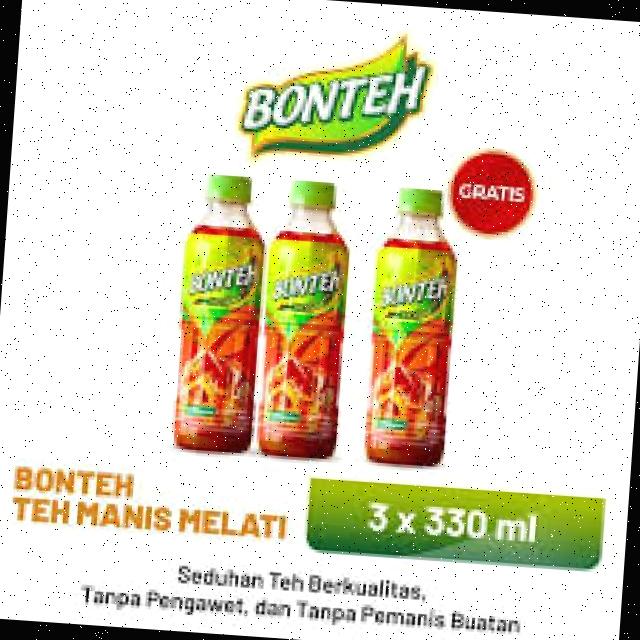 BONTEH
GRATIS
BONTEH
BONTEH
BONTEH
BONTEH
TEH MANIS MELATI
3 x 330 ml
Seduhan Teh Berkualitas,
Tanpa Pengawet, dan Tanpa Pemanis Buatan